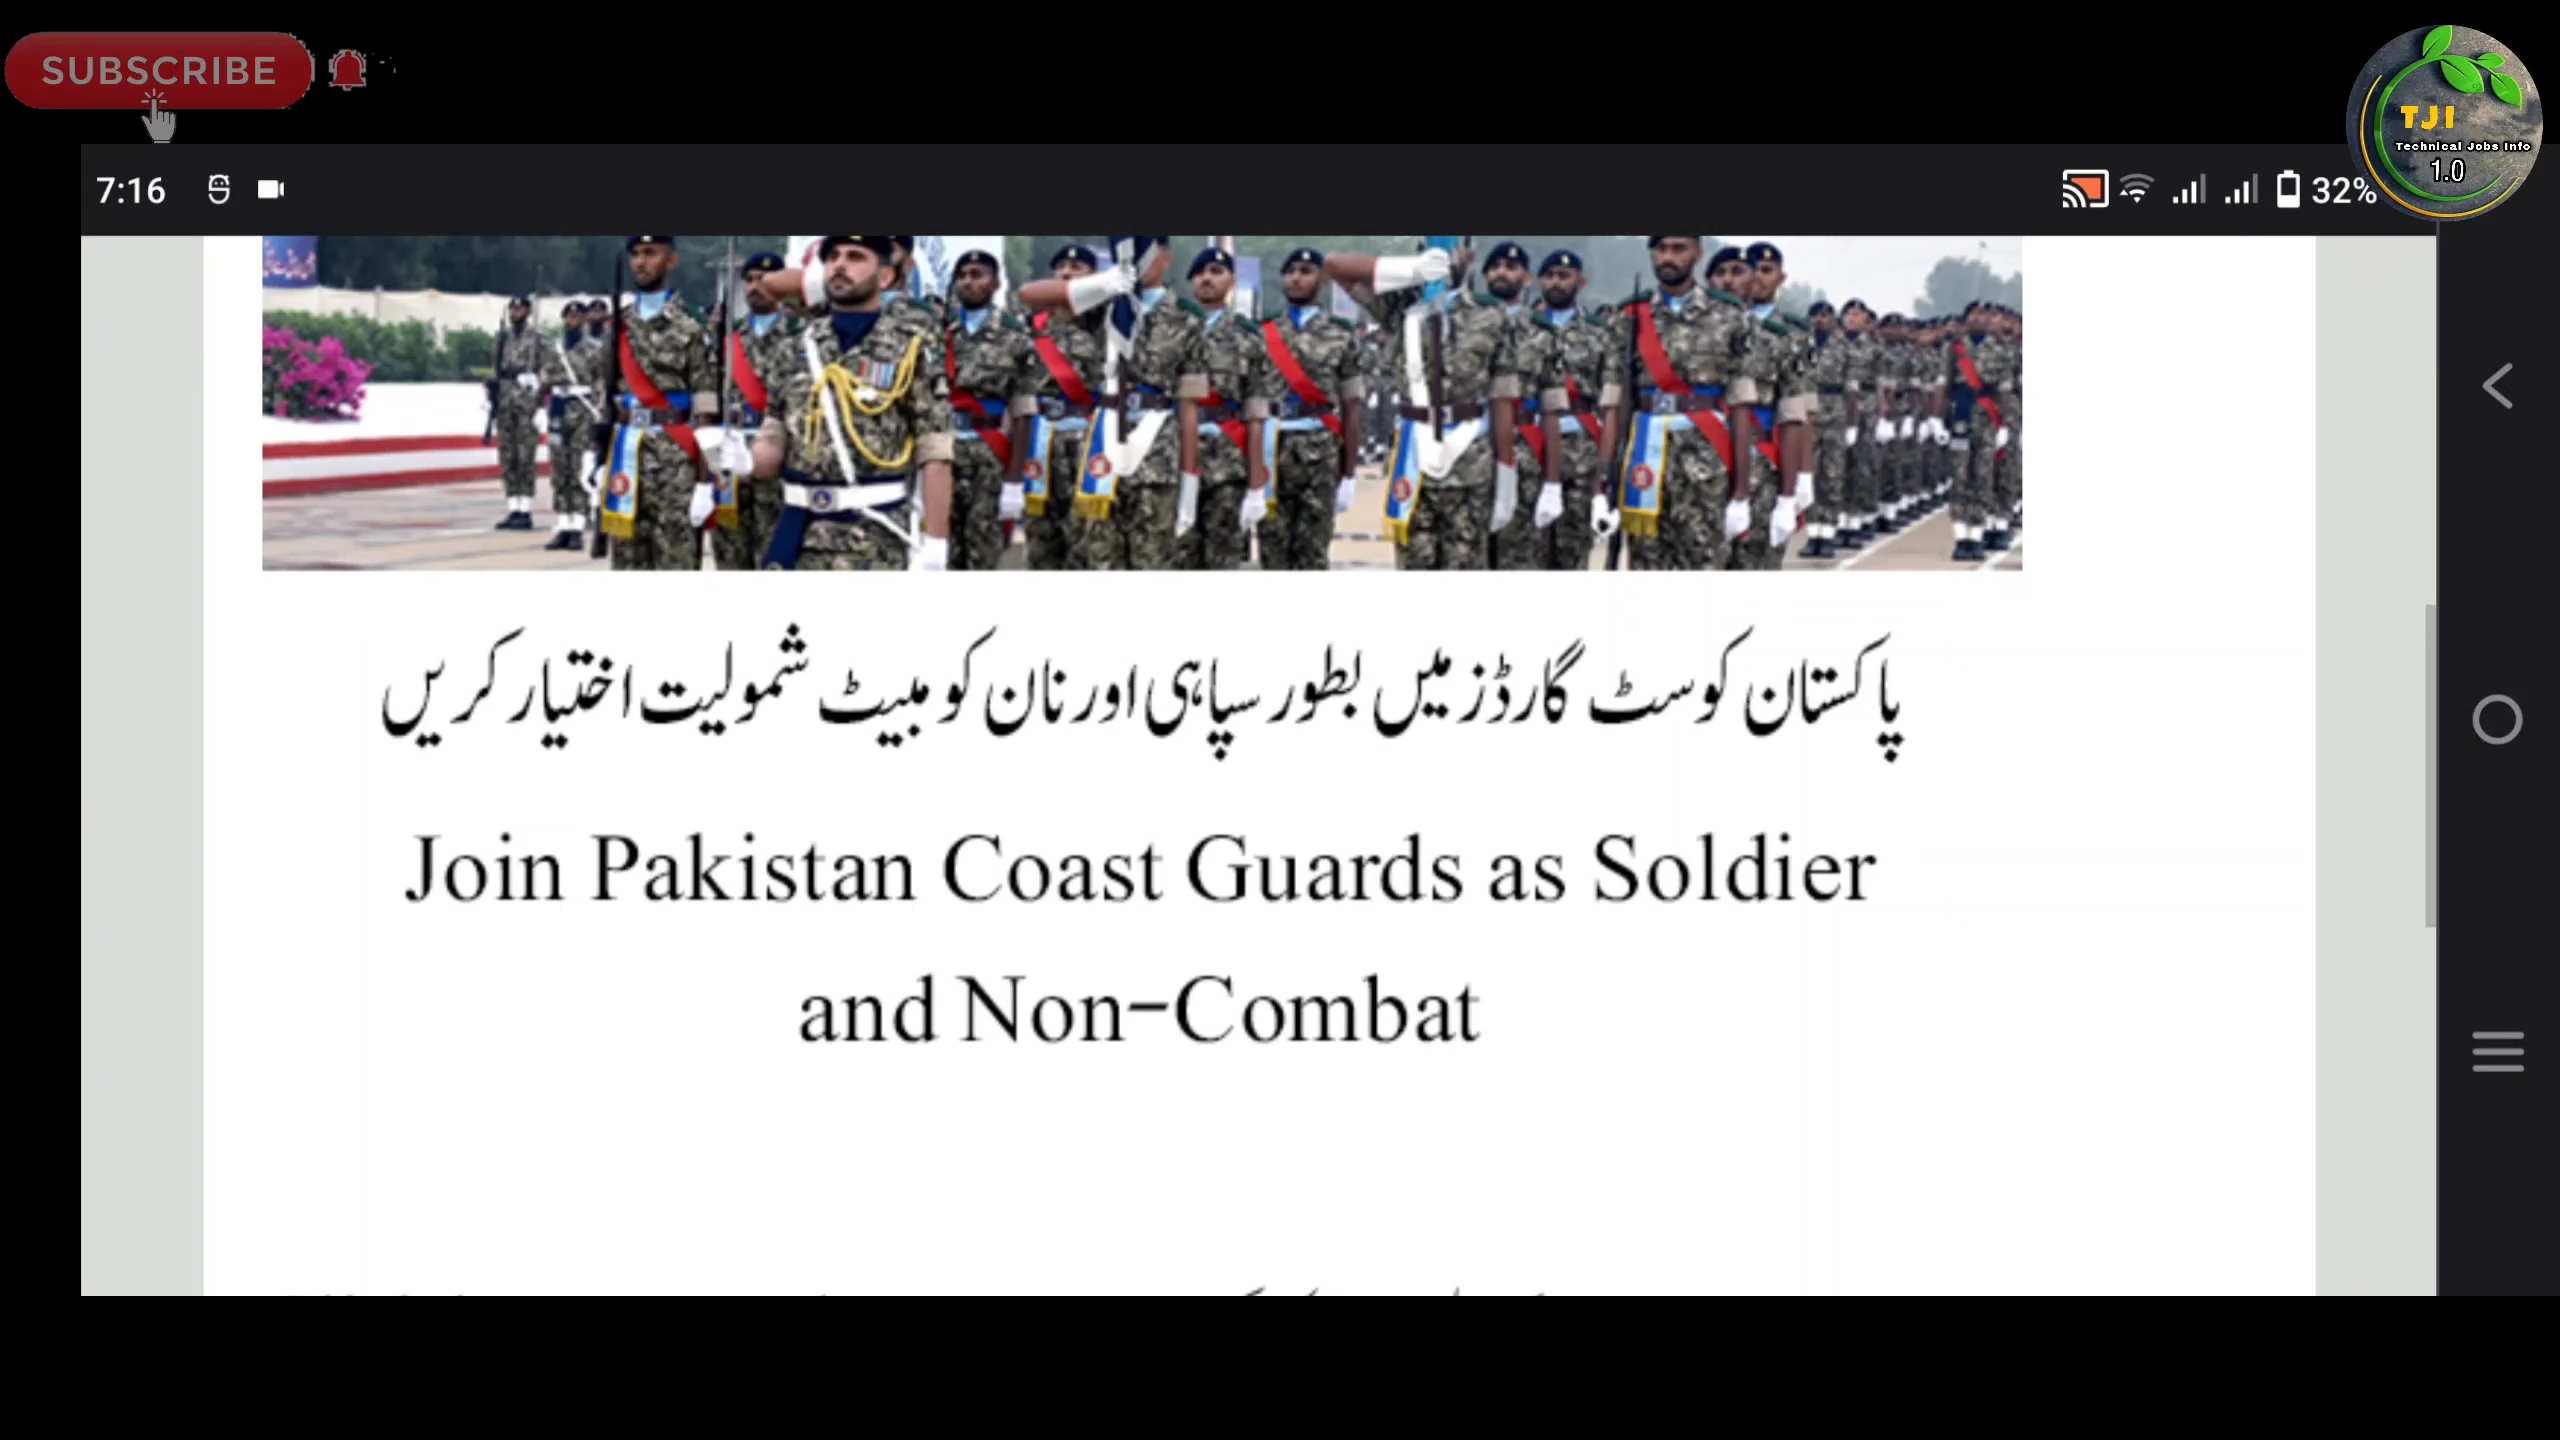 SUBSCRIBE
TJI
Technical Jobs Info
1.0
7:16
32%
پاکستان کوسٹ گارڈز میں بطور سپاہی اور نان کومبیٹ شمولیت اختیار کریں
Join Pakistan Coast Guards as Soldier
and Non-Combat